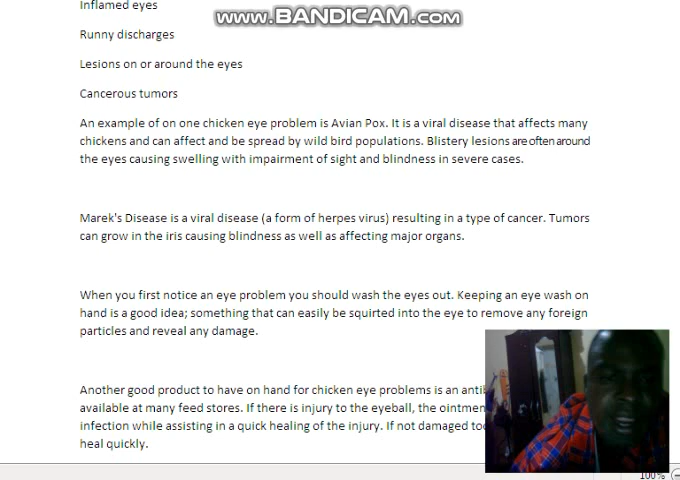 Inflamed eyes
www.BANDICAM.com
Runny discharges
Lesions on or around the eyes
Cancerous tumors
An example of on one chicken eye problem is Avian Pox. It is a viral disease that affects many
chickens and can affect and be spread by wild bird populations. Blistery lesions are often around
the eyes causing swelling with impairment of sight and blindness in severe cases.
Marek's Disease is a viral disease (a form of herpes virus) resulting in a type of cancer. Tumors
can grow in the iris causing blindness as well as affecting major organs.
When you first notice an eye problem you should wash the eyes out. Keeping an eye wash on
hand is a good idea; something that can easily be squirted into the eye to remove any foreign
particles and reveal any damage.
Another good product to have on hand for chicken eye problems is an
available at many feed stores. If there is injury to the eyeball, the
infection while assisting in a quick healing of the injury. If not damaged
heal quickly.
100%